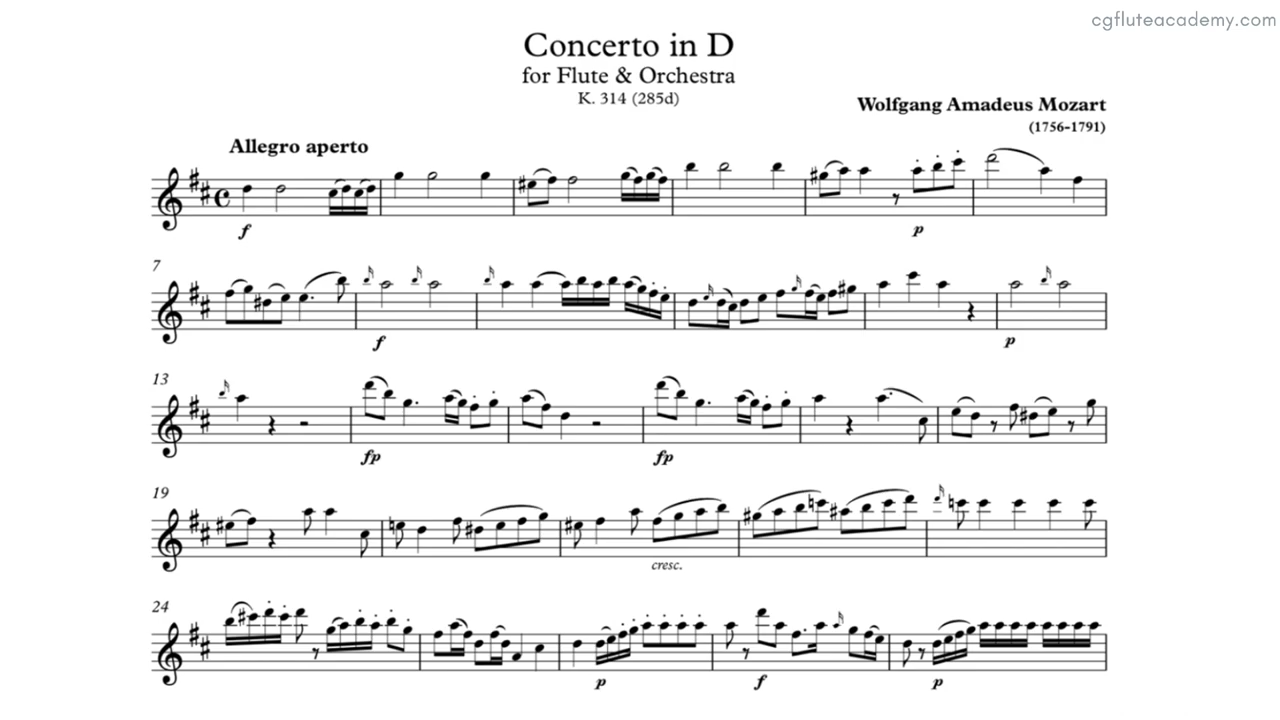 cgfluteacademy.com
Concerto in D
for Flute & Orchestra
K. 314 (285d)
Wolfgang Amadeus Mozart
(1756-1791)
Allegro aperto
f
p
7
f
p
13
fp
fp
19
cresc.
24
p
f
p